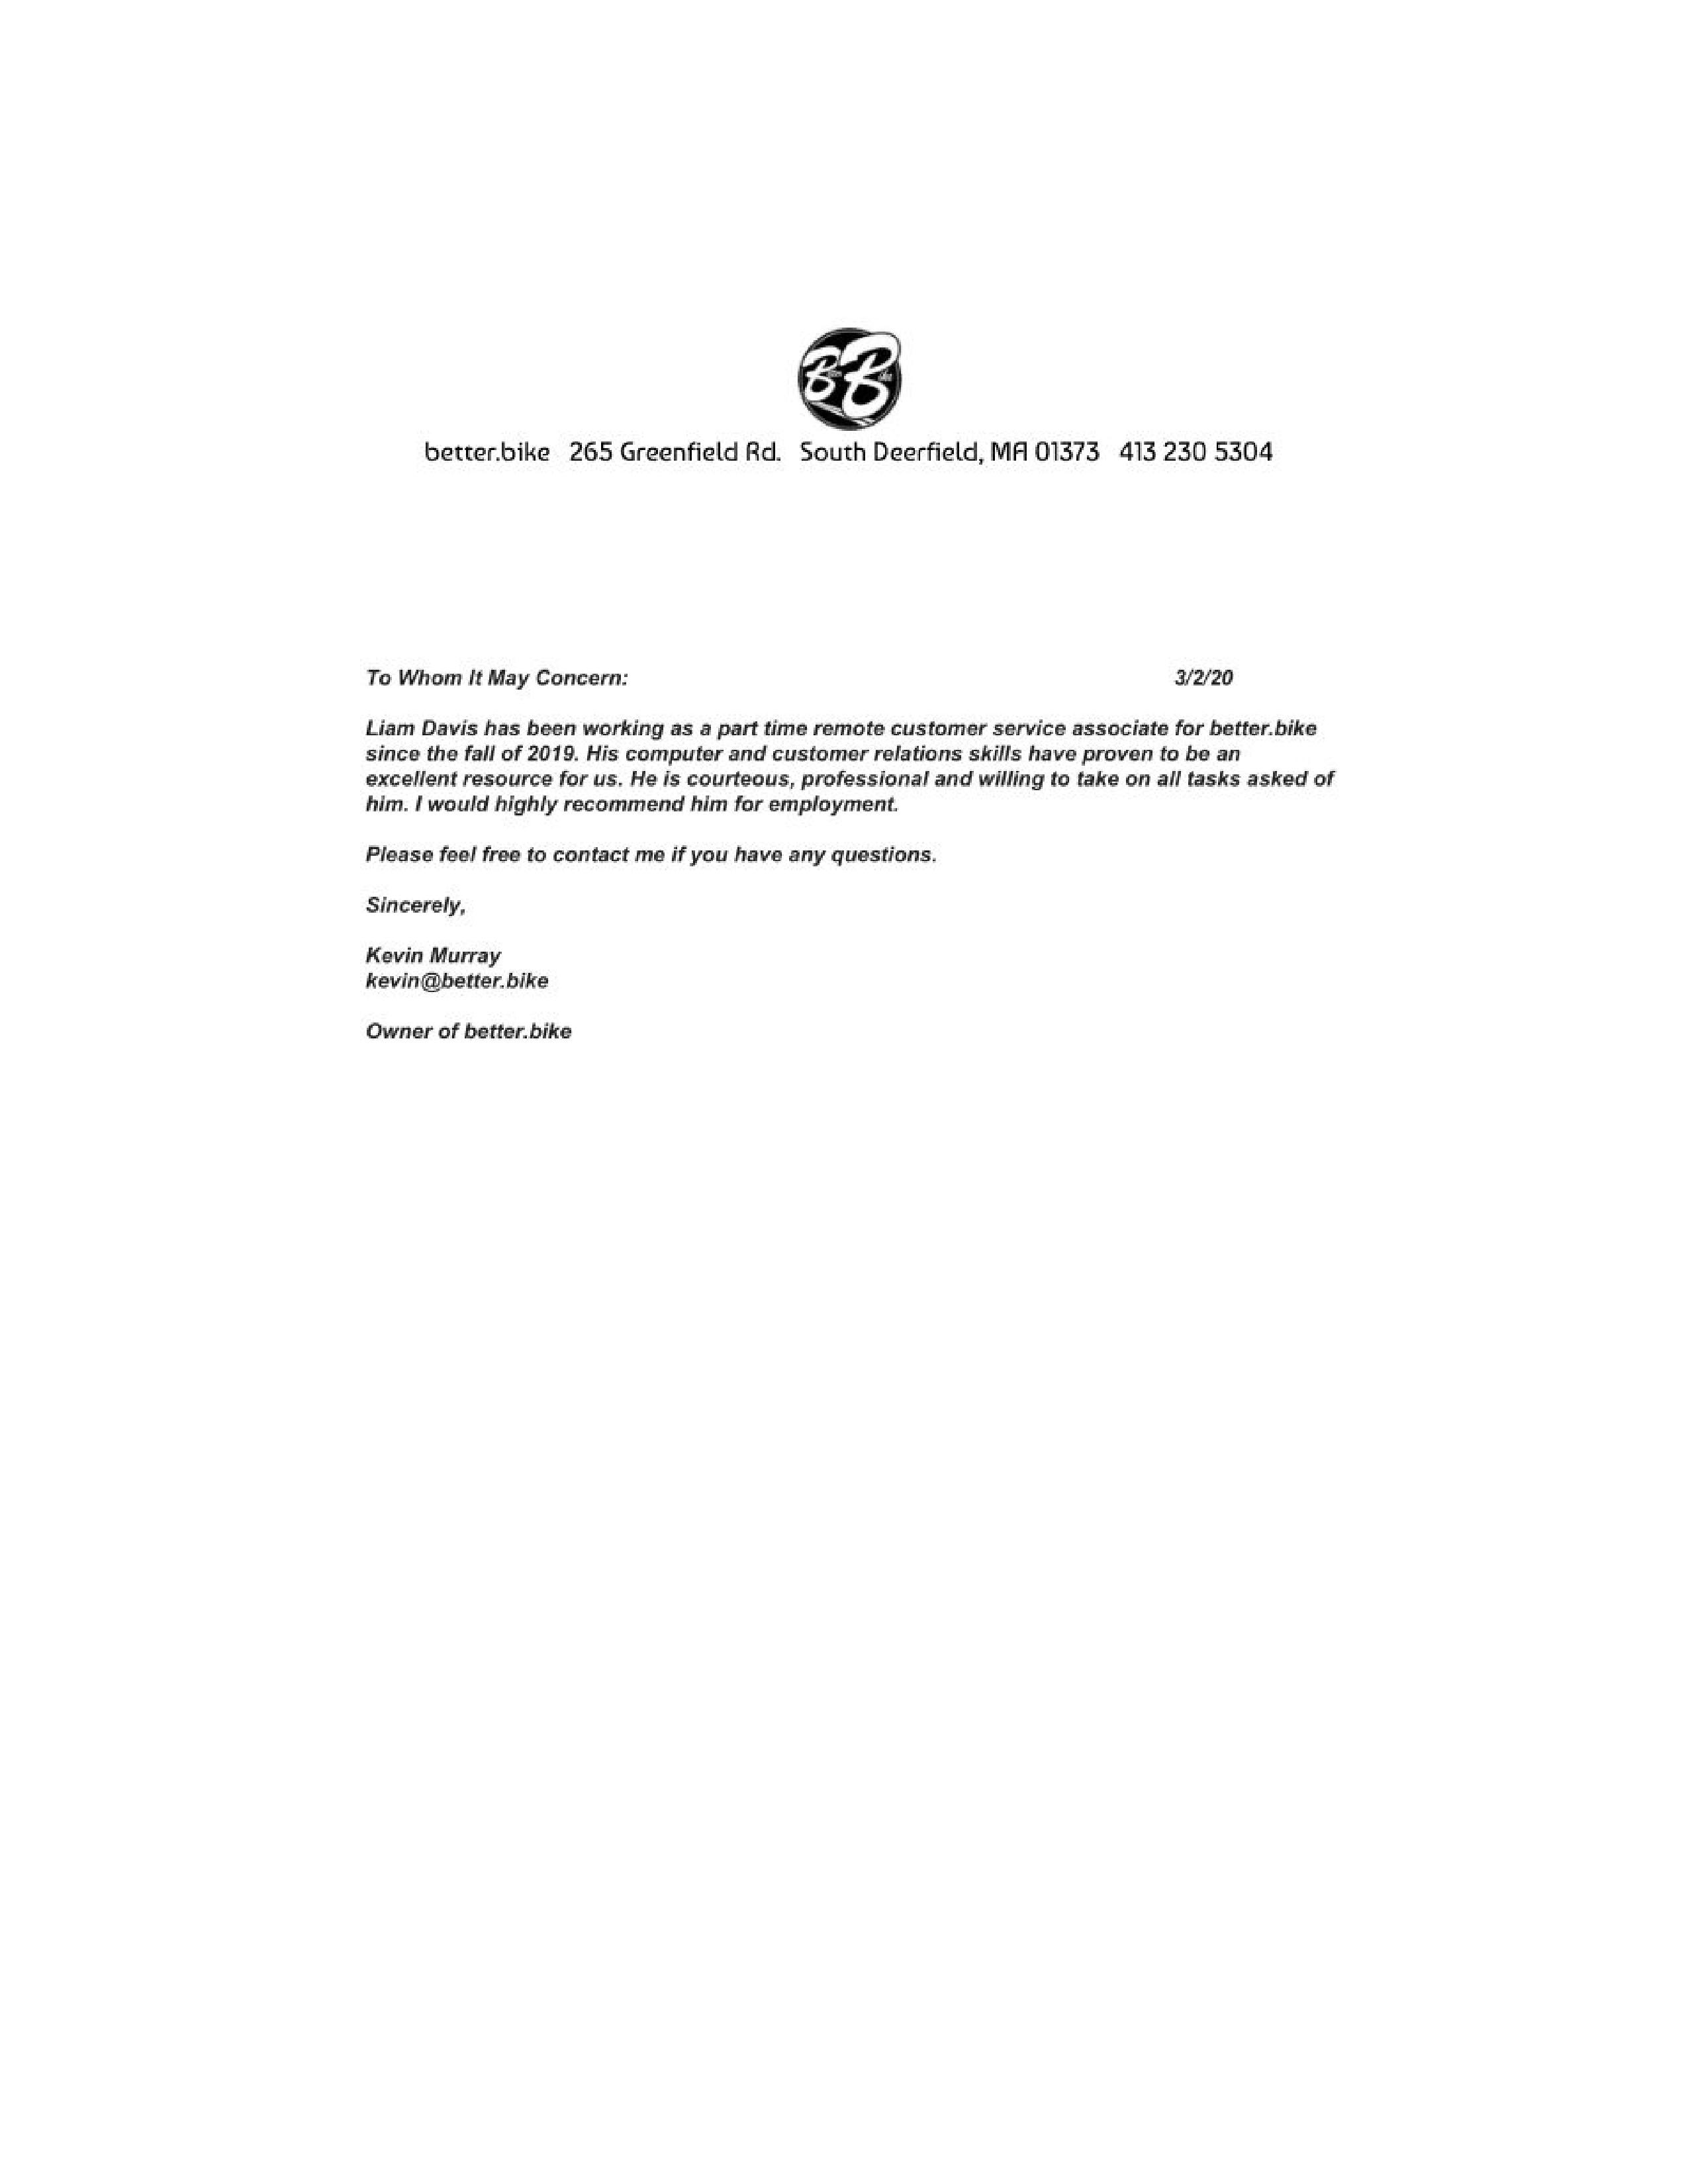 BB
better.bike 265 Greenfield Rd. South Deerfield, MA 01373 413 230 5304
To Whom It May Concern: 3/2/20
Liam Davis has been working as a part time remote customer service associate for better.bike
since the fall of 2019. His computer and customer relations skills have proven to be an
excellent resource for us. He is courteous, professional and willing to take on all tasks asked of
him. I would highly recommend him for employment.
Please feel free to contact me if you have any questions.
Sincerely,
Kevin Murray
kevin@better.bike
Owner of better.bike